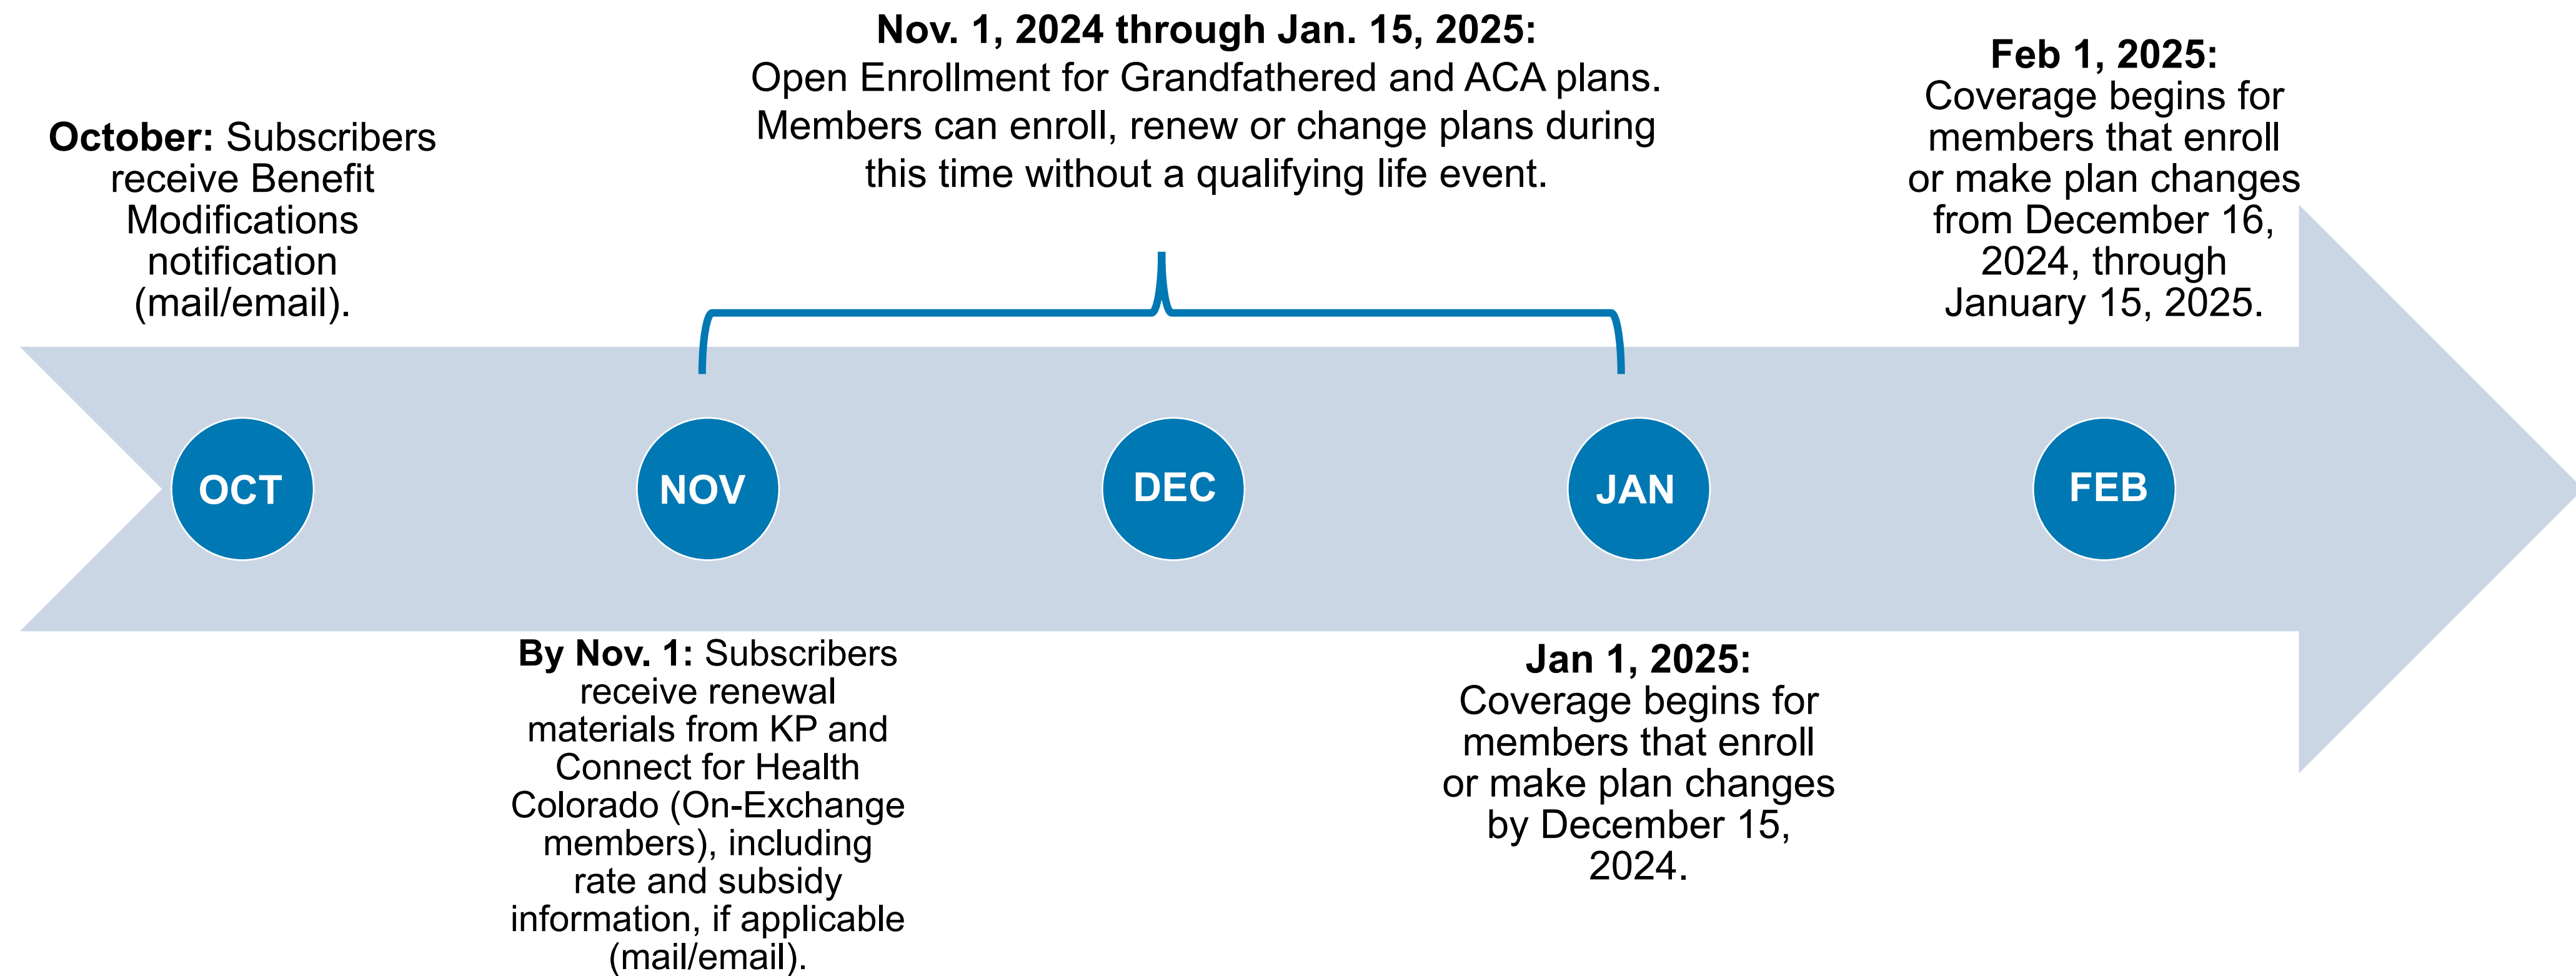 October: Subscribers
receive Benefit
Modifications
notification
(mail/email).
Nov. 1, 2024 through Jan. 15, 2025:
Open Enrollment for Grandfathered and ACA plans.
Members can enroll, renew or change plans during
this time without a qualifying life event.
Feb 1, 2025:
Coverage begins for
members that enroll
or make plan changes
from December 16,
2024, through
January 15, 2025.
OCT
NOV
DEC
JAN
FEB
By Nov. 1: Subscribers
receive renewal
materials from KP and
Connect for Health
Colorado (On-Exchange
members), including
rate and subsidy
information, if applicable
(mail/email).
Jan 1, 2025:
Coverage begins for
members that enroll
or make plan changes
by December 15,
2024.